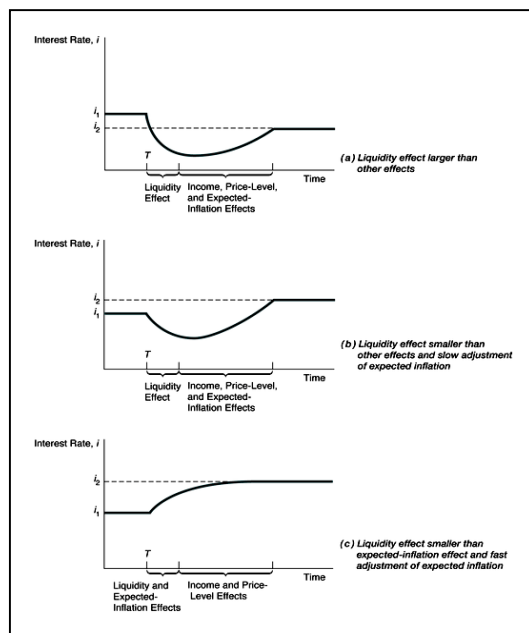 Interest Rate, i
i1
i2
T
Time
Liquidity
Effect
Income, Price-Level,
and Expected-
Inflation Effects
(a) Liquidity effect larger than
other effects
Interest Rate, i
i2
i1
T
Time
Liquidity
Effect
Income, Price-Level,
and Expected-
Inflation Effects
(b) Liquidity effect smaller than
other effects and slow adjustment
of expected inflation
Interest Rate, i
i2
i1
T
Time
Liquidity and
Expected-
Inflation Effects
Income and Price-
Level Effects
(c) Liquidity effect smaller than
expected-inflation effect and fast
adjustment of expected inflation